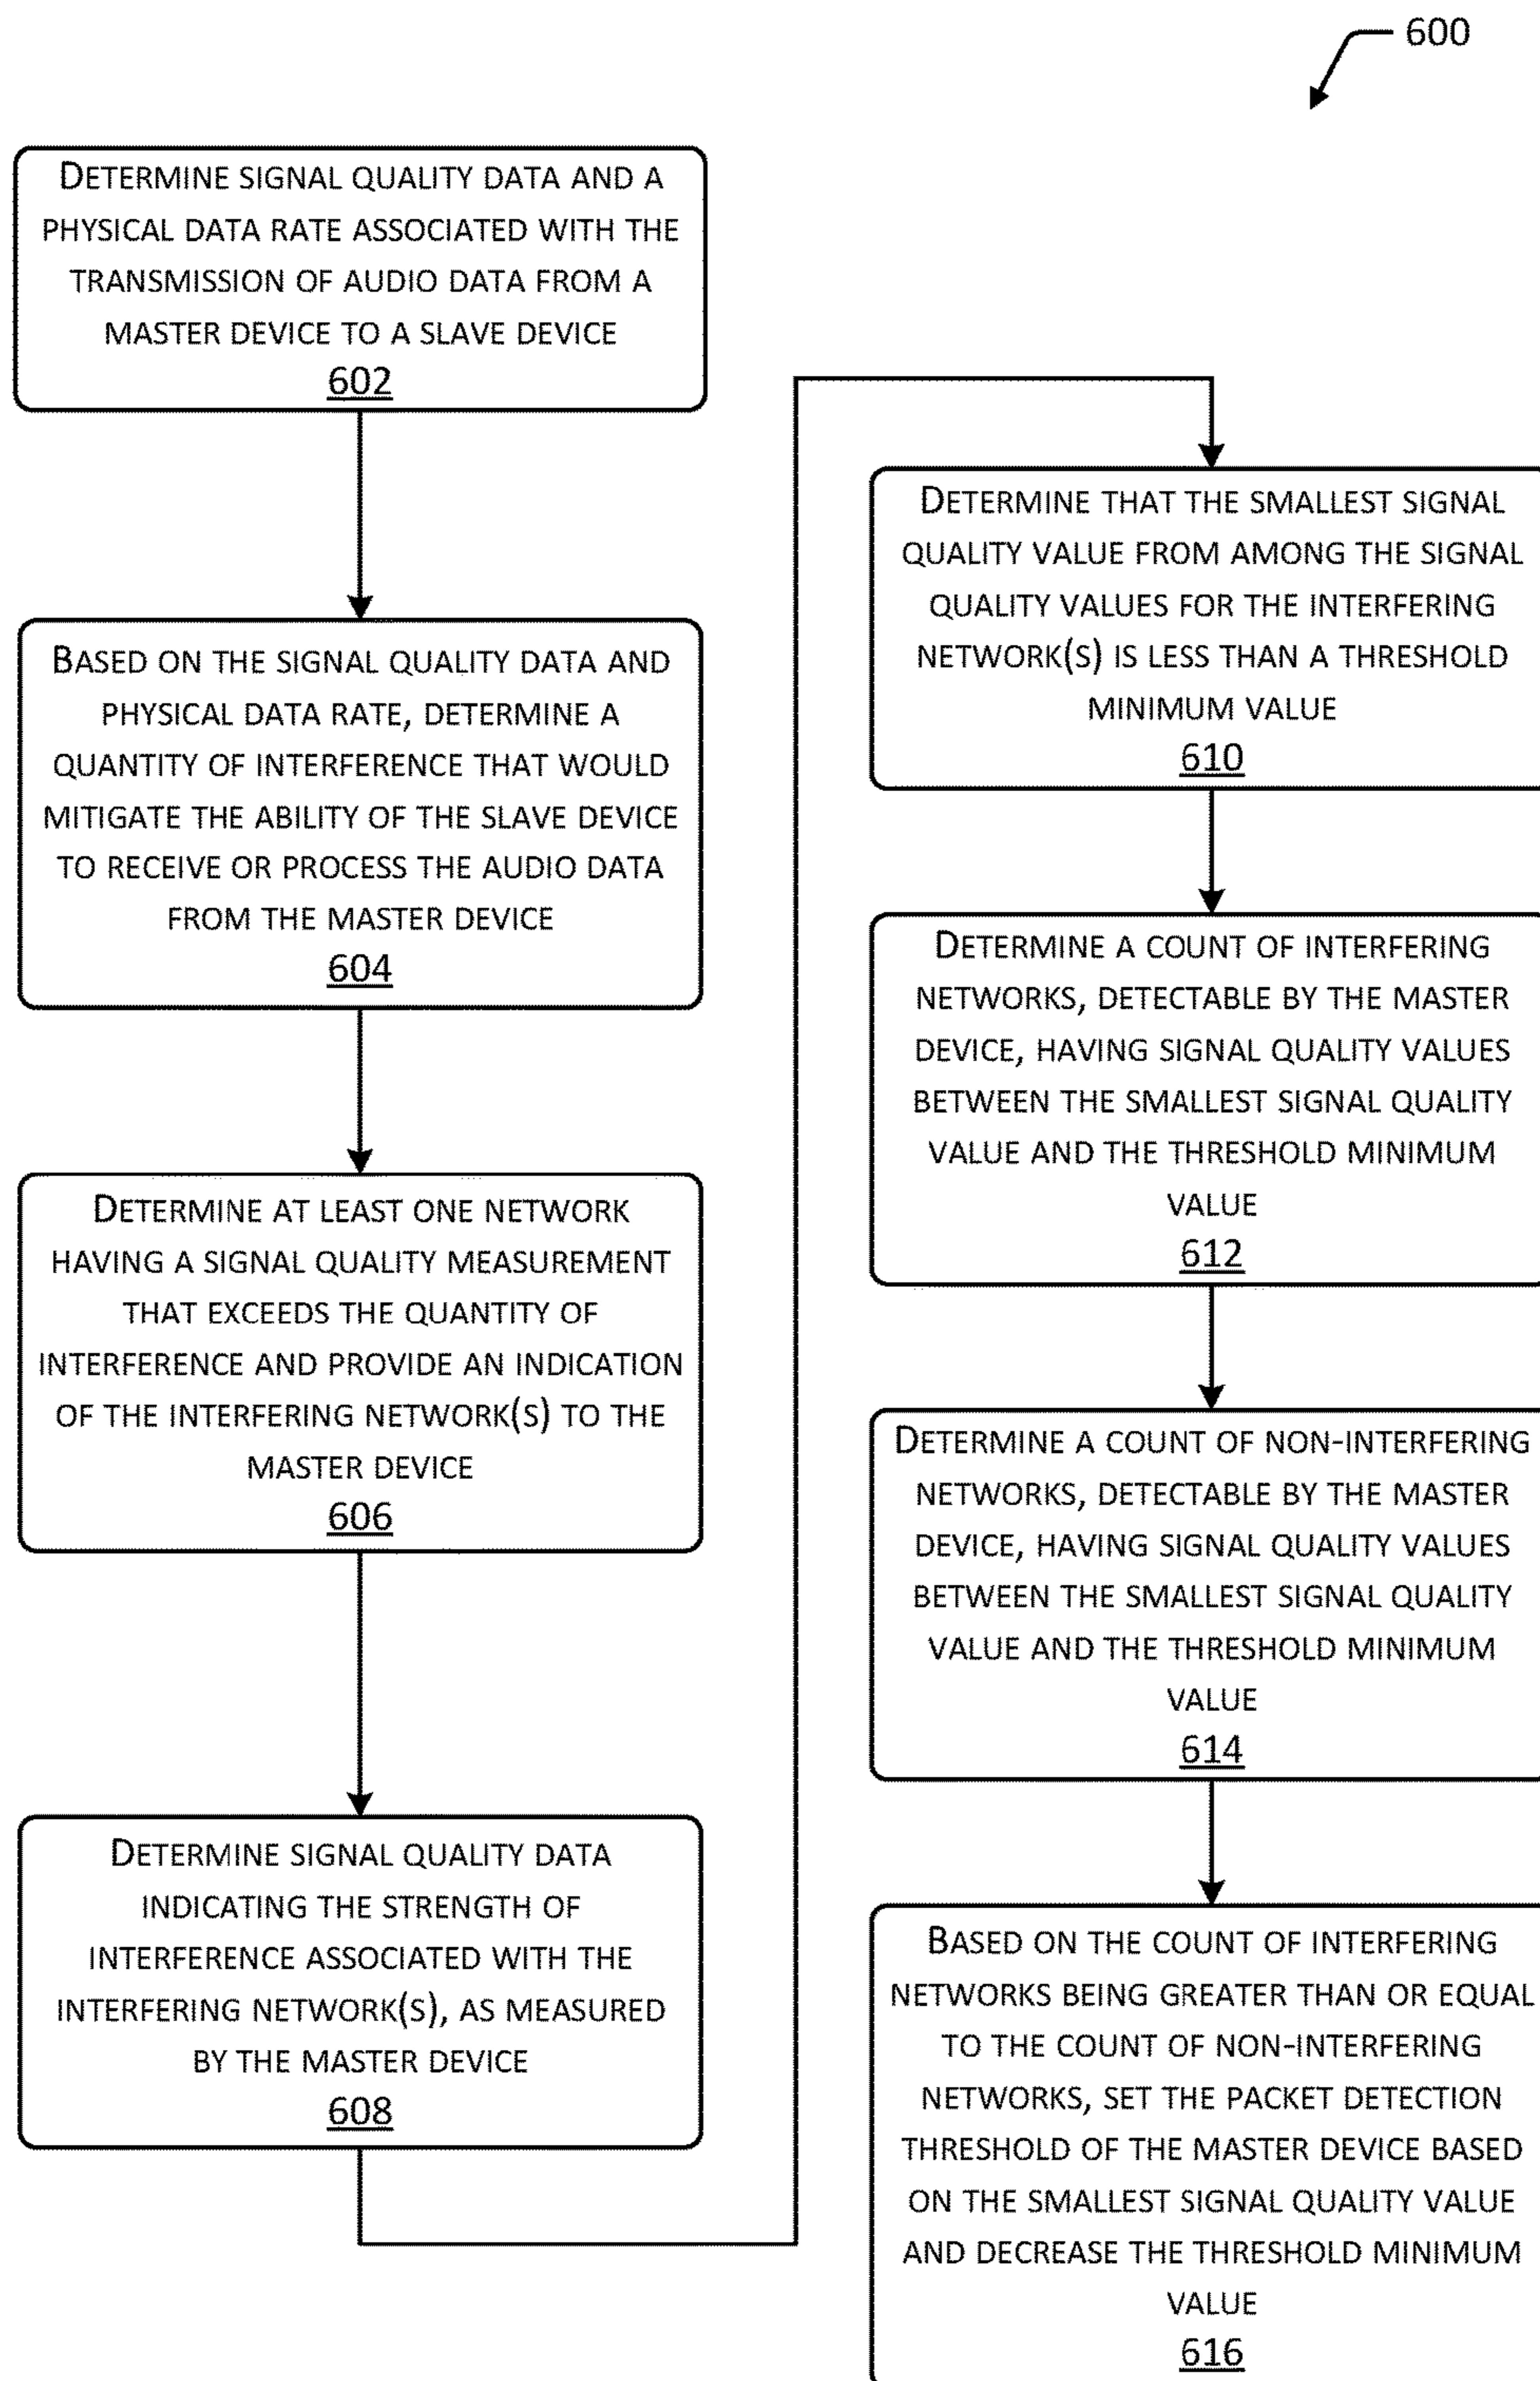 600
DETERMINE SIGNAL QUALITY DATA AND A
PHYSICAL DATA RATE ASSOCIATED WITH THE
TRANSMISSION OF AUDIO DATA FROM A
MASTER DEVICE TO A SLAVE DEVICE
602
BASED ON THE SIGNAL QUALITY DATA AND
PHYSICAL DATA RATE, DETERMINE A
QUANTITY OF INTERFERENCE THAT WOULD
MITIGATE THE ABILITY OF THE SLAVE DEVICE
TO RECEIVE OR PROCESS THE AUDIO DATA
FROM THE MASTER DEVICE
604
DETERMINE AT LEAST ONE NETWORK
HAVING A SIGNAL QUALITY MEASUREMENT
THAT EXCEEDS THE QUANTITY OF
INTERFERENCE AND PROVIDE AN INDICATION
OF THE INTERFERING NETWORK(S) TO THE
MASTER DEVICE
606
DETERMINE SIGNAL QUALITY DATA
INDICATING THE STRENGTH OF
INTERFERENCE ASSOCIATED WITH THE
INTERFERING NETWORK(S), AS MEASURED
BY THE MASTER DEVICE
608
DETERMINE THAT THE SMALLEST SIGNAL
QUALITY VALUE FROM AMONG THE SIGNAL
QUALITY VALUES FOR THE INTERFERING
NETWORK(S) IS LESS THAN A THRESHOLD
MINIMUM VALUE
610
DETERMINE A COUNT OF INTERFERING
NETWORKS, DETECTABLE BY THE MASTER
DEVICE, HAVING SIGNAL QUALITY VALUES
BETWEEN THE SMALLEST SIGNAL QUALITY
VALUE AND THE THRESHOLD MINIMUM
VALUE
612
DETERMINE A COUNT OF NON-INTERFERING
NETWORKS, DETECTABLE BY THE MASTER
DEVICE, HAVING SIGNAL QUALITY VALUES
BETWEEN THE SMALLEST SIGNAL QUALITY
VALUE AND THE THRESHOLD MINIMUM
VALUE
614
BASED ON THE COUNT OF INTERFERING
NETWORKS BEING GREATER THAN OR EQUAL
TO THE COUNT OF NON-INTERFERING
NETWORKS, SET THE PACKET DETECTION
THRESHOLD OF THE MASTER DEVICE BASED
ON THE SMALLEST SIGNAL QUALITY VALUE
AND DECREASE THE THRESHOLD MINIMUM
VALUE
616